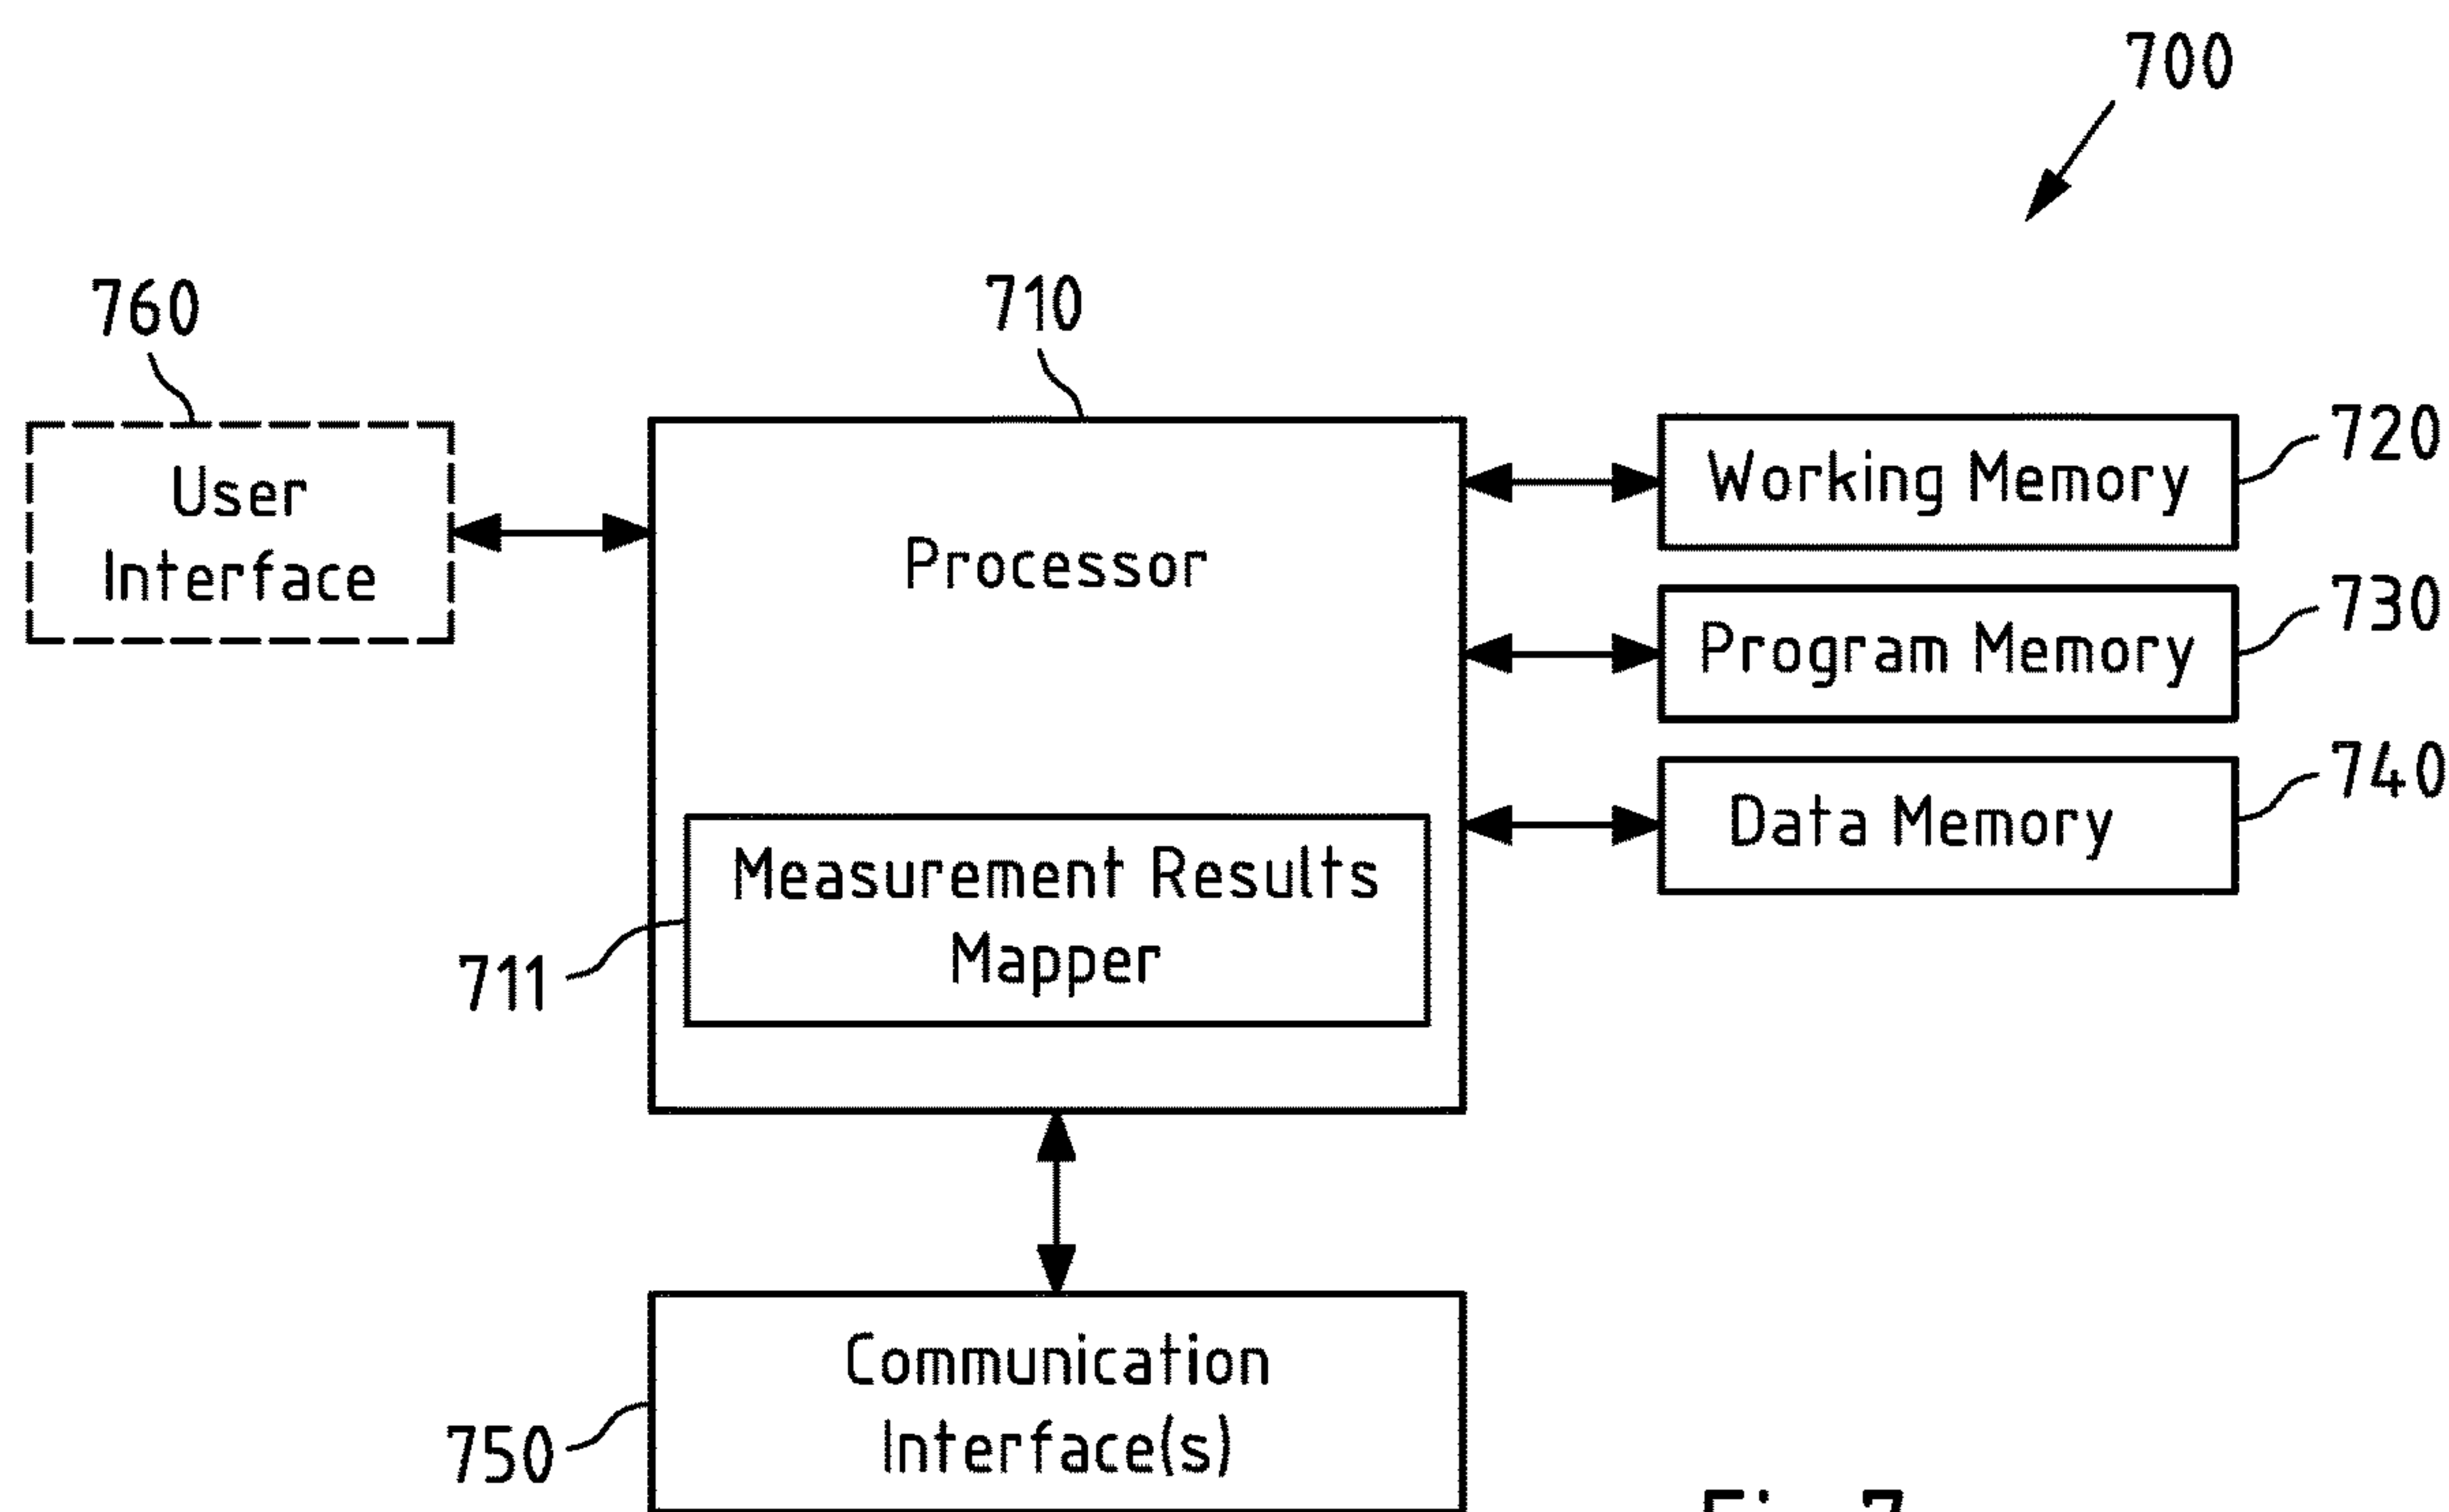 700
760
710
720
User
Interface
Processor
Working Memory
730
Program Memory
740
Data Memory
Measurement Results
Mapper
711
Communication
Interface(s)
750